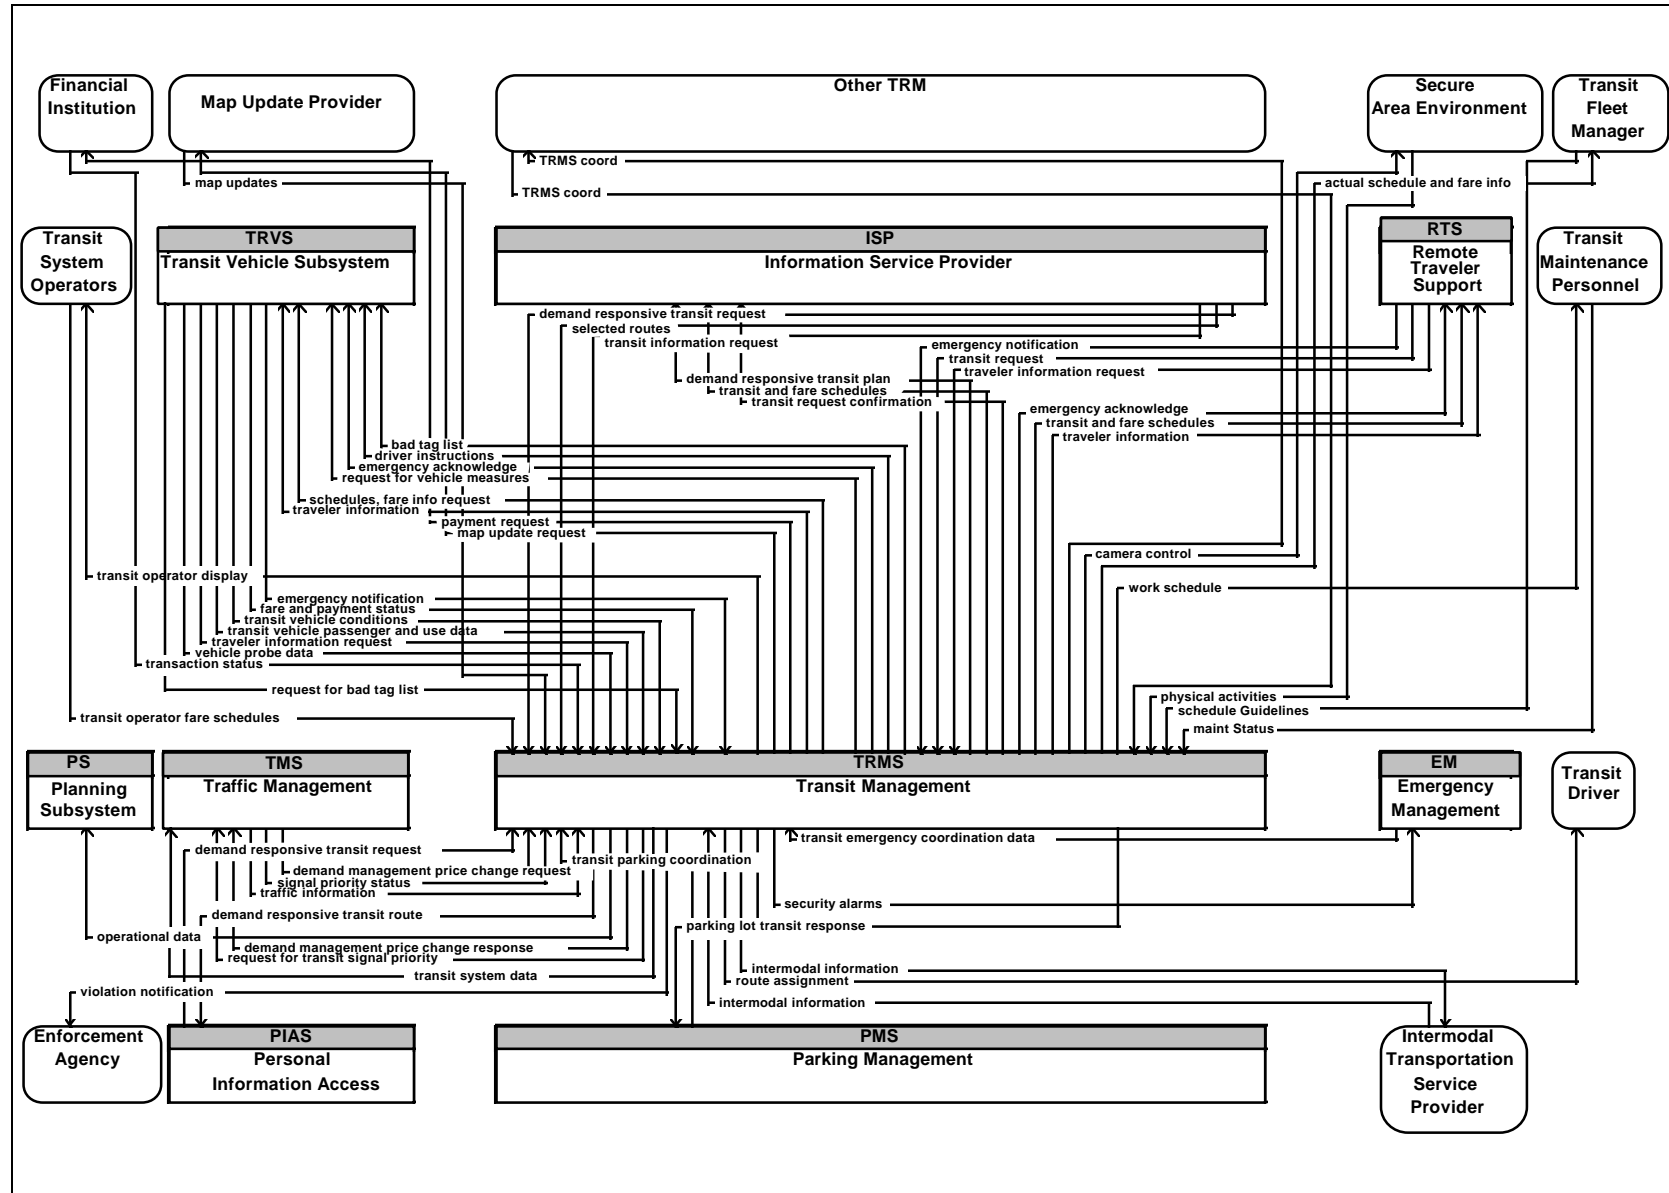 Financial
Institution
Map Update Provider
Other TRM
Secure
Area Environment
Transit
Fleet
Manager
TRMS coord
map updates
actual schedule and fare info
TRMS coord
Transit
System
Operators
TRVS
Transit Vehicle Subsystem
ISP
Information Service Provider
RTS
Remote
Traveler
Support
Transit
Maintenance
Personnel
demand responsive transit request
selected routes
transit information request
emergency notification
transit request
traveler information request
demand responsive transit plan
transit and fare schedules
transit request confirmation
emergency acknowledge
transit and fare schedules
traveler information
bad tag list
driver instructions
emergency acknowledge
request for vehicle measures
schedules, fare info request
traveler information
payment request
map update request
camera control
transit operator display
work schedule
emergency notification
fare and payment status
transit vehicle conditions
transit vehicle passenger and use data
traveler information request
vehicle probe data
transaction status
request for bad tag list
physical activities
schedule Guidelines
transit operator fare schedules
maint Status
PS
Planning
Subsystem
TMS
Traffic Management
TRMS
Transit Management
EM
Emergency
Management
Transit
Driver
transit emergency coordination data
demand responsive transit request
transit parking coordination
demand management price change request
signal priority status
traffic information
security alarms
demand responsive transit route
parking lot transit response
operational data
demand management price change response
request for transit signal priority
intermodal information
transit system data
route assignment
violation notification
intermodal information
Enforcement
Agency
PIAS
Personal
Information Access
PMS
Parking Management
Intermodal
Transportation
Service
Provider